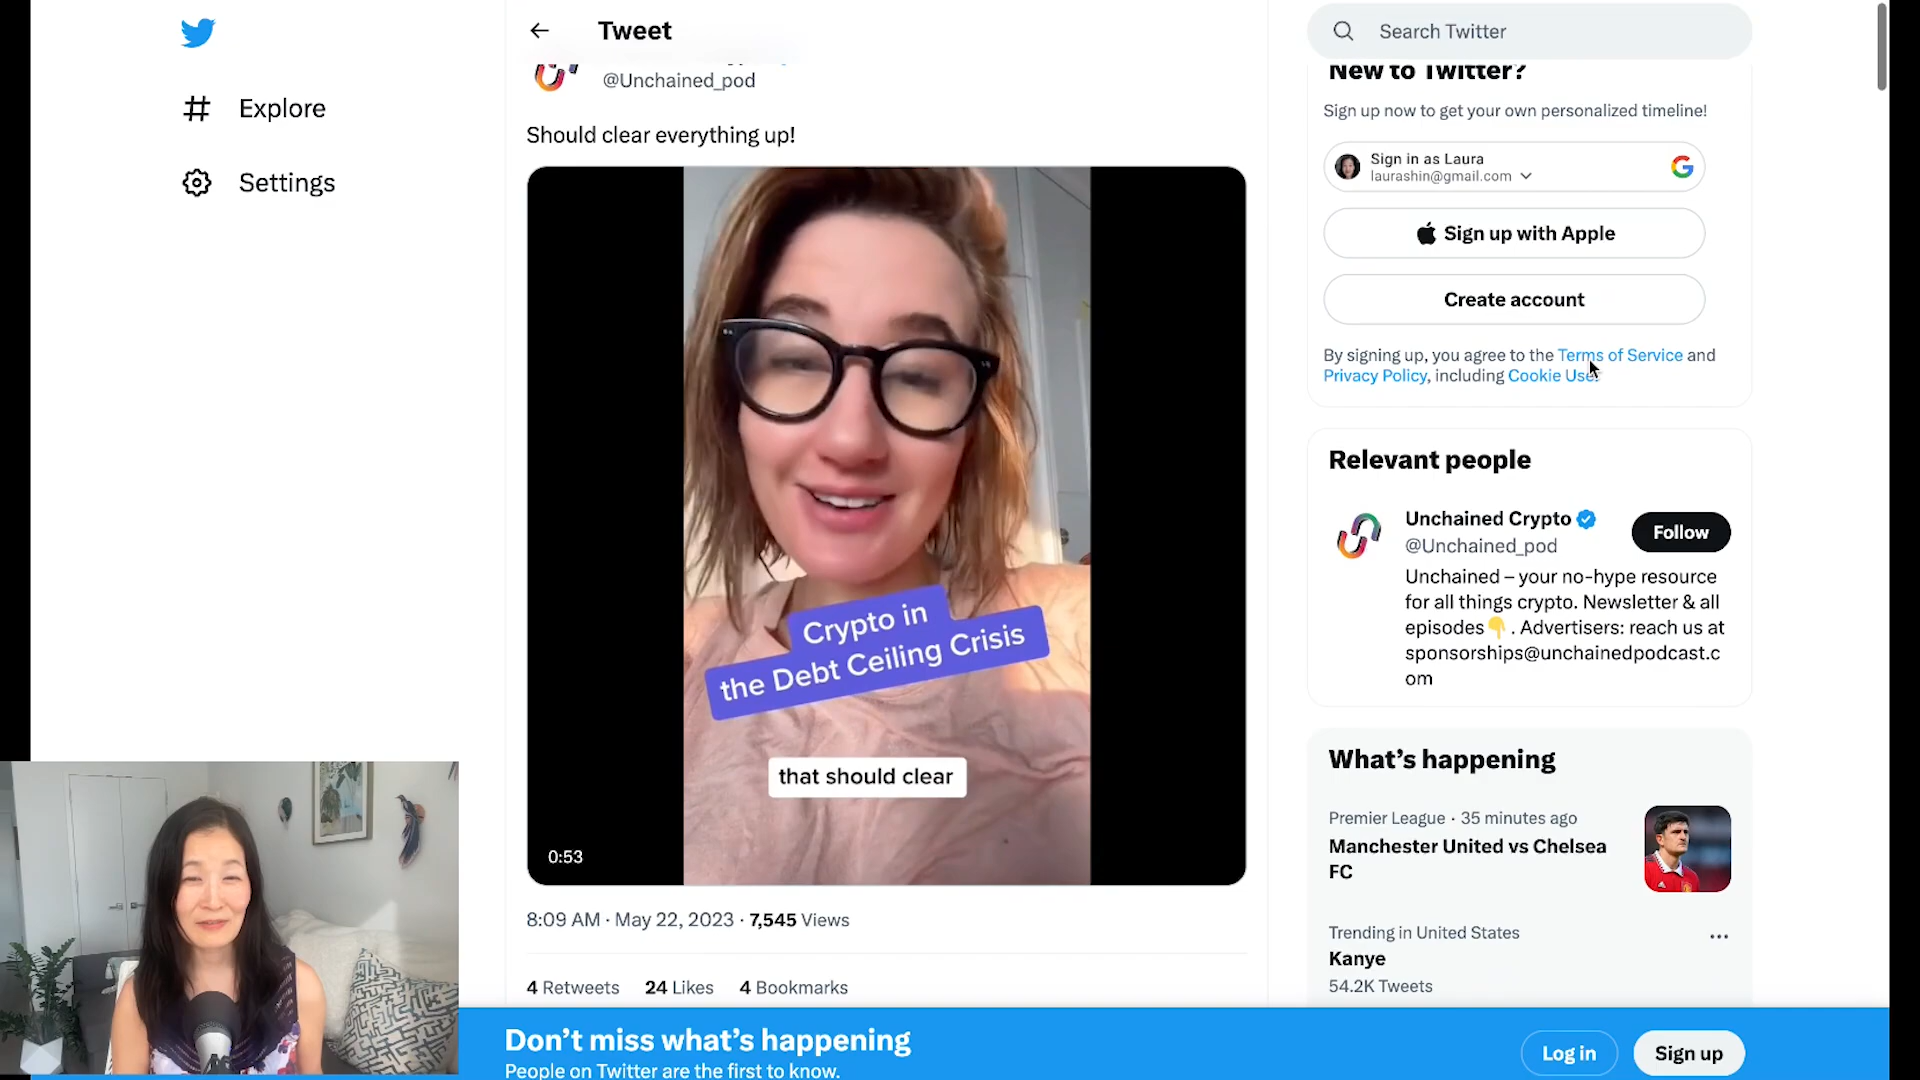 Explore
Settings
Tweet
@Unchained_pod
Should clear everything up!
Crypto in
the Debt Ceiling Crisis
that should clear
0:53
8:09 AM · May 22, 2023 · 7,545 Views
4 Retweets 24 Likes 4 Bookmarks
Search Twitter
New to Twitter?
Sign up now to get your own personalized timeline!
Sign in as Laura
laurashin@gmail.com
Sign up with Apple
Create account
By signing up, you agree to the Terms of Service and
Privacy Policy, including Cookie Use.
Relevant people
Unchained Crypto
@Unchained_pod
Follow
Unchained – your no-hype resource
for all things crypto. Newsletter & all
episodes👇. Advertisers: reach us at
sponsorships@unchainedpodcast.c
om
What's happening
Premier League · 35 minutes ago
Manchester United vs Chelsea
FC
Trending in United States
Kanye
54.2K Tweets
Don't miss what's happening
People on Twitter are the first to know.
Log in
Sign up